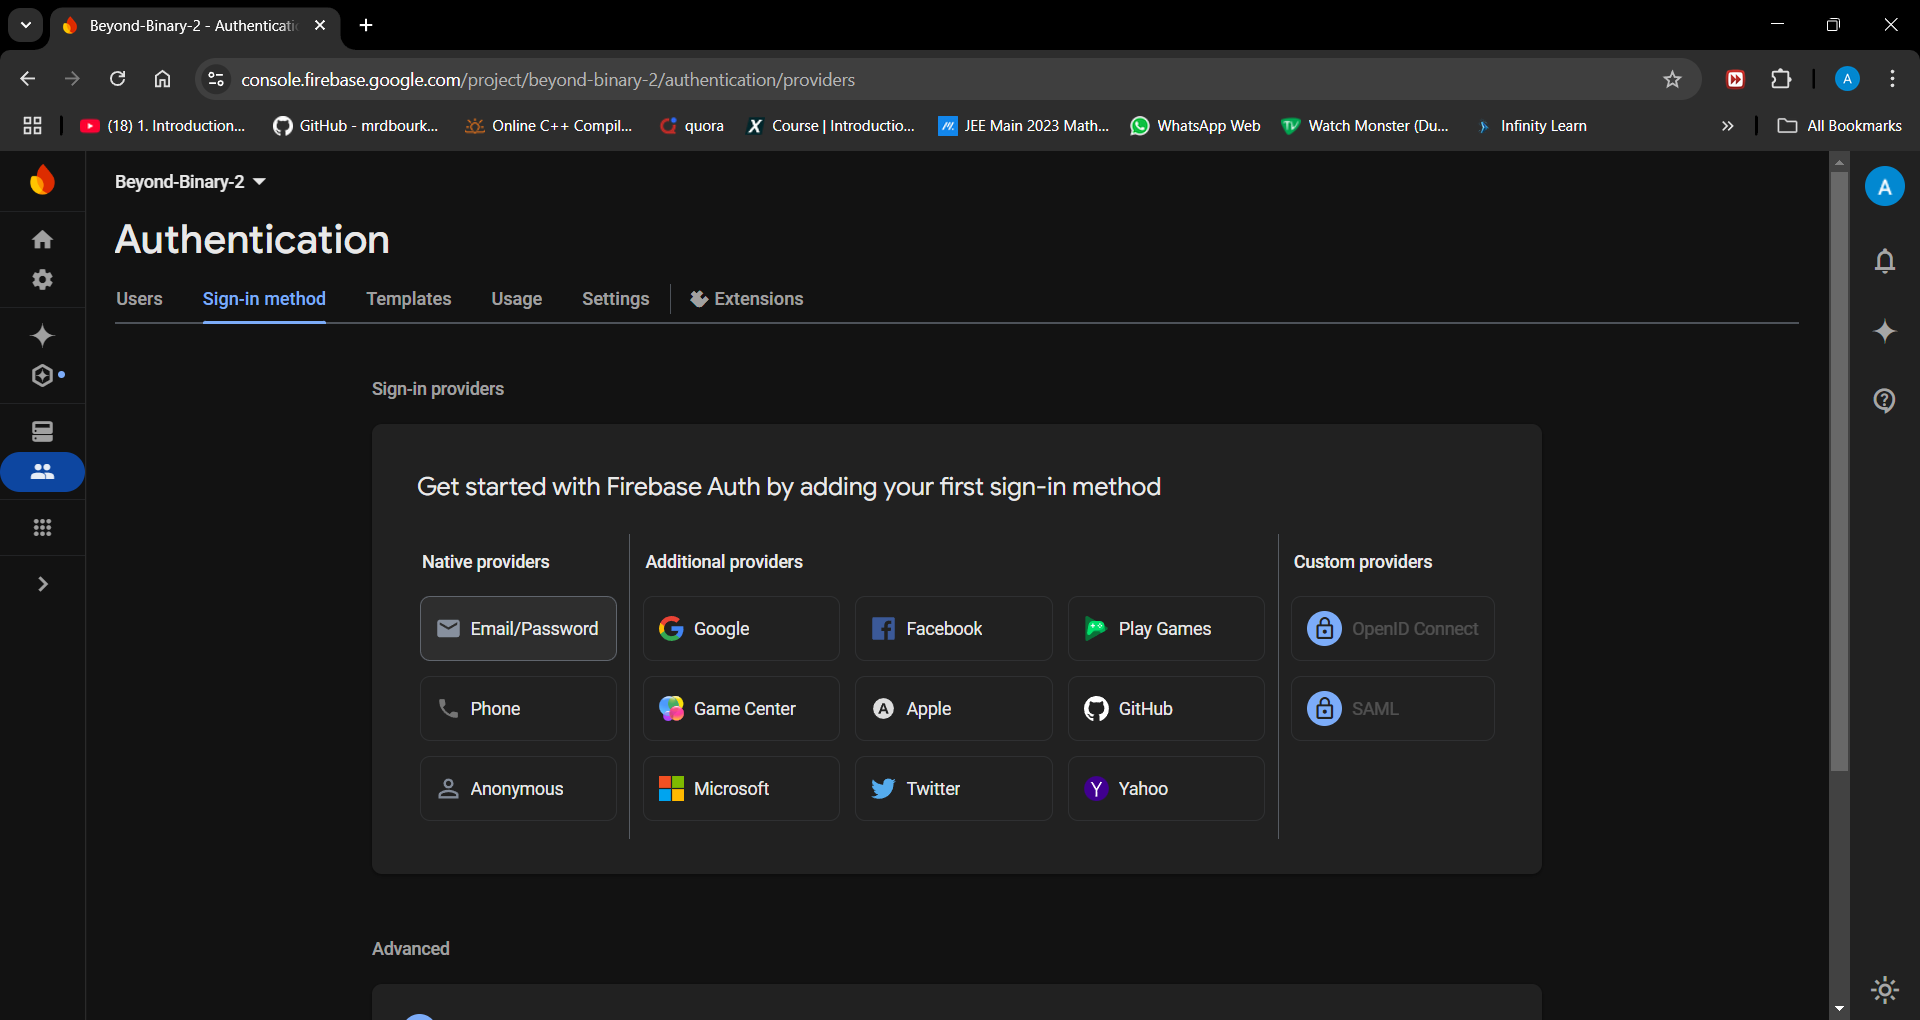 Beyond-Binary-2 - Authenticati
console.firebase.google.com/project/beyond-binary-2/authentication/providers
A
(18) 1. Introduction...
GitHub - mrdbourk...
Online C++ Compil...
quora
Course | Introductio...
JEE Main 2023 Math...
WhatsApp Web
Watch Monster (Du...
Infinity Learn
All Bookmarks
Beyond-Binary-2
A
Authentication
Users
Sign-in method
Templates
Usage
Settings
Extensions
Sign-in providers
Get started with Firebase Auth by adding your first sign-in method
Native providers
Additional providers
Custom providers
Email/Password
Google
Facebook
Play Games
OpenID Connect
Phone
Game Center
Apple
GitHub
SAML
Anonymous
Microsoft
Twitter
Yahoo
Advanced